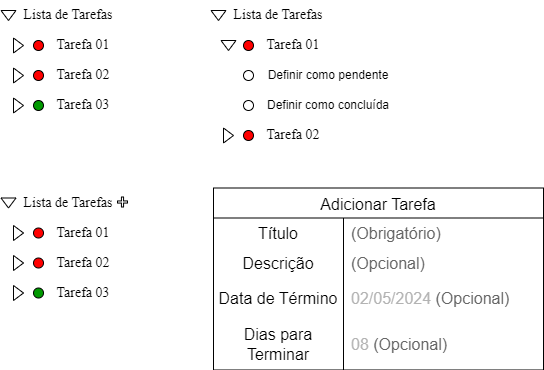 Lista de Tarefas
Tarefa 01
Tarefa 02
Tarefa 03
Lista de Tarefas
Tarefa 01
Definir como pendente
Definir como concluída
Tarefa 02
Lista de Tarefas
Tarefa 01
Tarefa 02
Tarefa 03
Adicionar Tarefa
Título (Obrigatório)
Descrição (Opcional)
Data de Término 02/05/2024 (Opcional)
Dias para
Terminar 08 (Opcional)